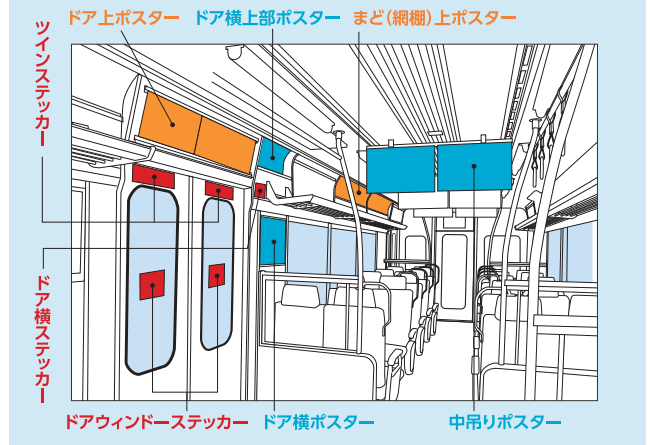 ドア上ポスター
ドア横上部ポスター
まど(網棚)上ポスター
ツインステッカー
ドア横ステッカー
ドアウィンドーステッカー
ドア横ポスター
中吊りポスター